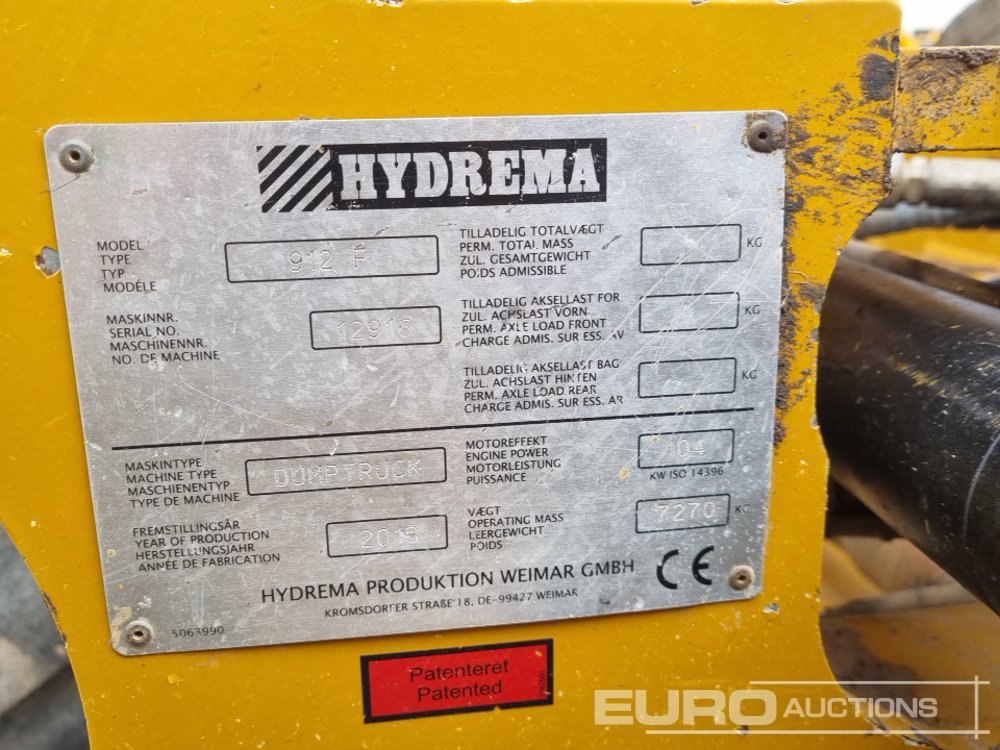 HYDREMA
MODEL
TYPE
TYP
MODÈLE
912 F
MASKINNR.
SERIAL NO.
MASCHINENNR.
NO. DE MACHINE
12916
TILLADELIG TOTALVÆGT
PERM. TOTAL MASS
ZUL. GESAMTGEWICHT
POIDS ADMISSIBLE
KG
TILLADELIG AKSELLAST FOR
ZUL. ACHSLAST VORN
PERM. AXLE LOAD FRONT
CHARGE ADMIS. SUR ESS. AV
KG
TILLADELIG AKSELLAST BAG
ZUL. ACHSLAST HINTEN
PERM. AXLE LOAD REAR
CHARGE ADMIS. SUR ESS. AR
KG
MASKINTYPE
MACHINE TYPE
MASCHIENENTYP
TYPE DE MACHINE
DUMPTRUCK
FREMSTILLINGSÅR
YEAR OF PRODUCTION
HERSTELLUNGSJAHR
ANNÉE DE FABRICATION
MOTOREFFEKT
ENGINE POWER
MOTORLEISTUNG
PUISSANCE
104
KW ISO 14396
VÆGT
OPERATING MASS
LEERGEWICHT
POIDS
7270 KG
HYDREMA PRODUKTION WEIMAR GMBH
KROMSDORFER STRAßE 18, DE-99427 WEIMAR
CE
5063990
Patenteret
Patented
EURO AUCTIONS